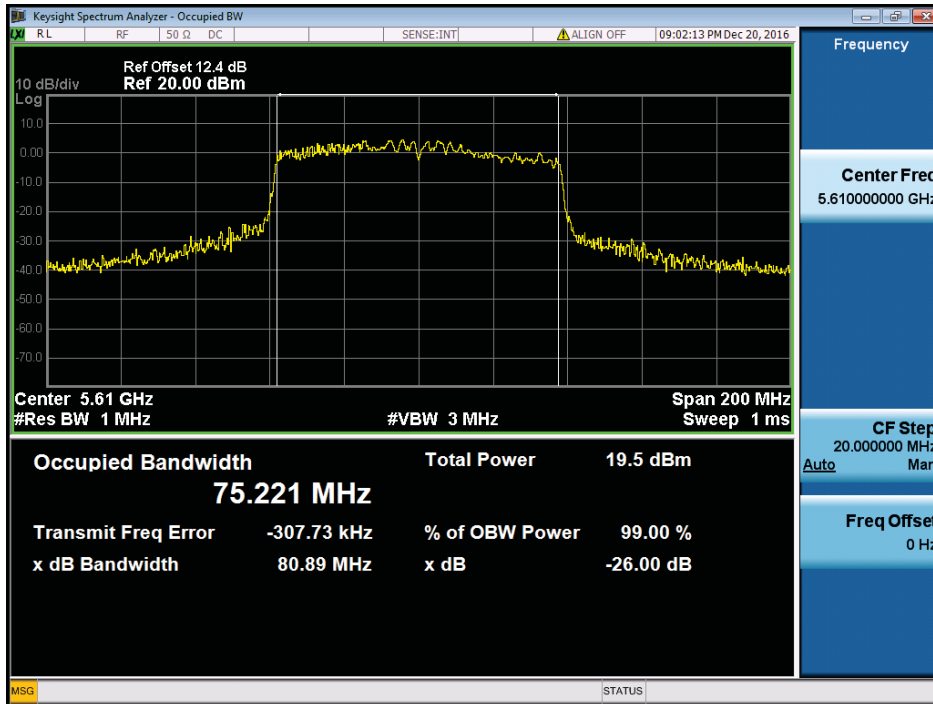 Keysight Spectrum Analyzer - Occupied BW
LXI RL RF 50 Ω DC SENSE:INT ALIGN OFF 09:02:13 PM Dec 20, 2016
Frequency
Ref Offset 12.4 dB
10 dB/div Ref 20.00 dBm
Log
10.0
0.00
-10.0
-20.0
-30.0
-40.0
-50.0
-60.0
-70.0
Center 5.61 GHz Span 200 MHz
#Res BW 1 MHz #VBW 3 MHz Sweep 1 ms
Occupied Bandwidth Total Power 19.5 dBm
75.221 MHz
Transmit Freq Error -307.73 kHz % of OBW Power 99.00 %
x dB Bandwidth 80.89 MHz x dB -26.00 dB
Center Freq
5.610000000 GHz
CF Step
20.000000 MHz
Auto Man
Freq Offset
0 Hz
MSG STATUS